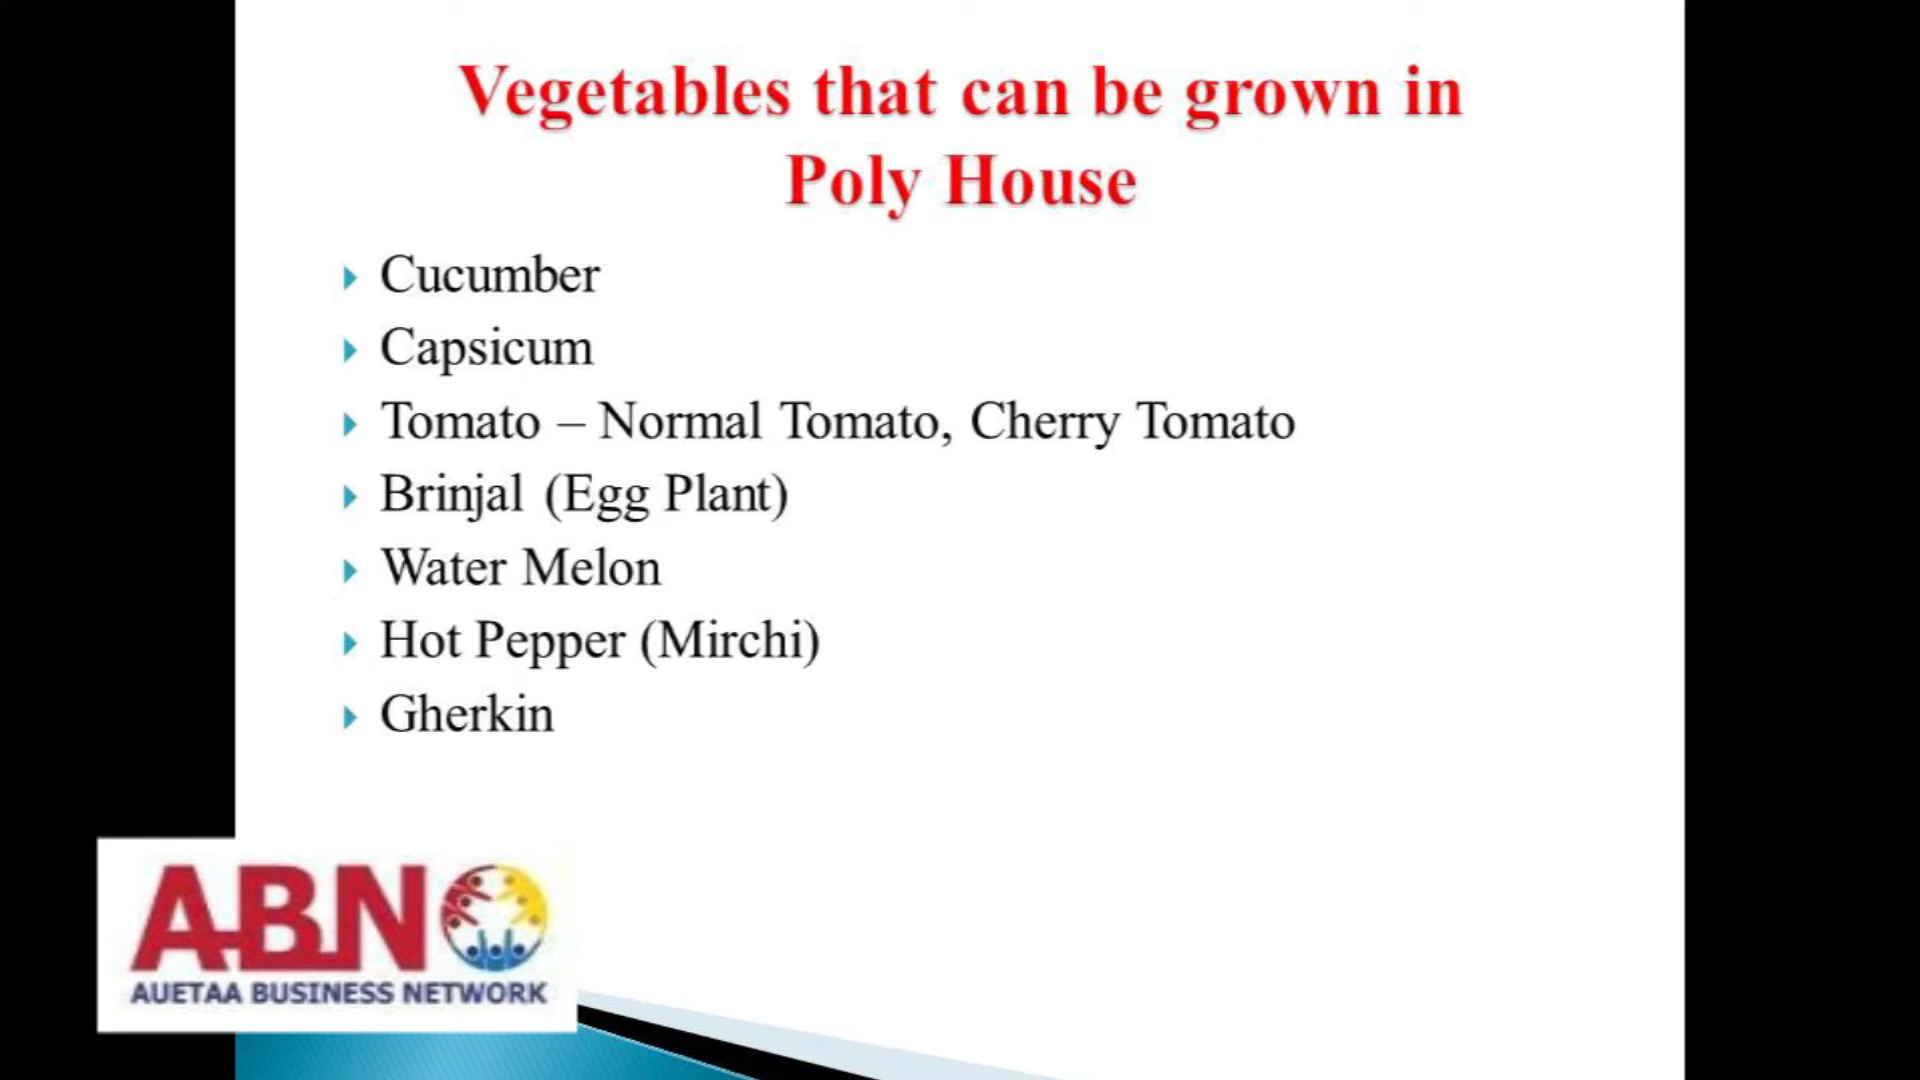 Vegetables that can be grown in
Poly House
Cucumber
Capsicum
Tomato – Normal Tomato, Cherry Tomato
Brinjal (Egg Plant)
Water Melon
Hot Pepper (Mirchi)
Gherkin
ABN
AUETAA BUSINESS NETWORK